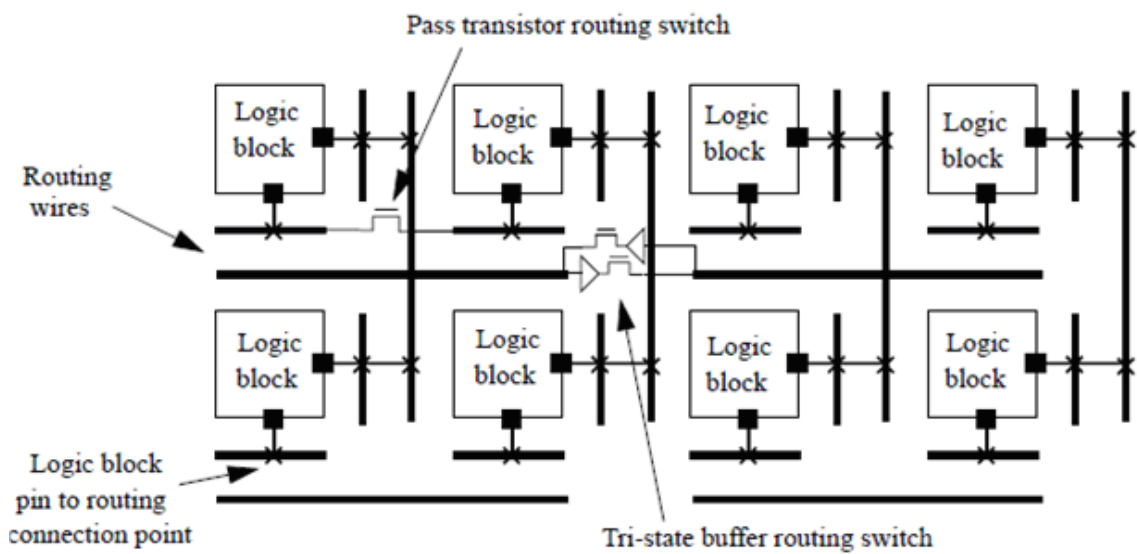 Pass transistor routing switch
Logic
block
Logic
block
Logic
block
Logic
block
Routing
wires
Logic
block
Logic
block
Logic
block
Logic
block
Logic block
pin to routing
connection point
Tri-state buffer routing switch